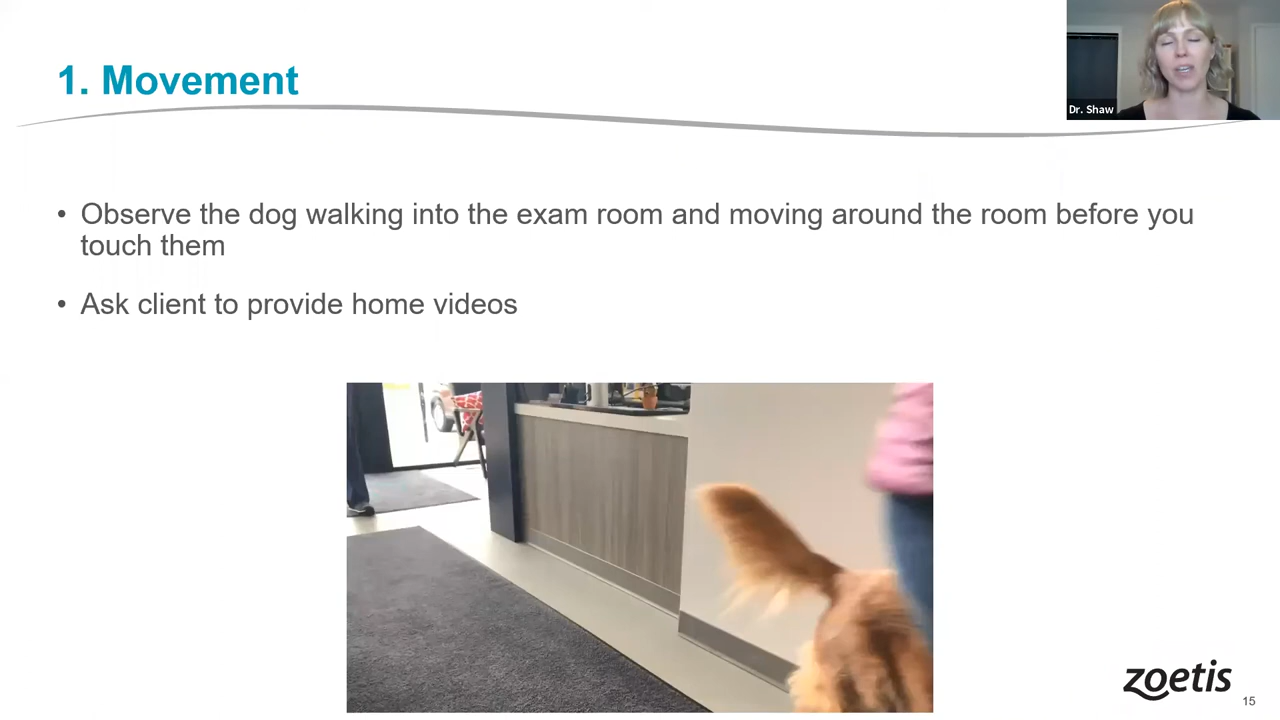 1. Movement
Dr. Shaw
• Observe the dog walking into the exam room and moving around the room before you
touch them
• Ask client to provide home videos
zoetis
15